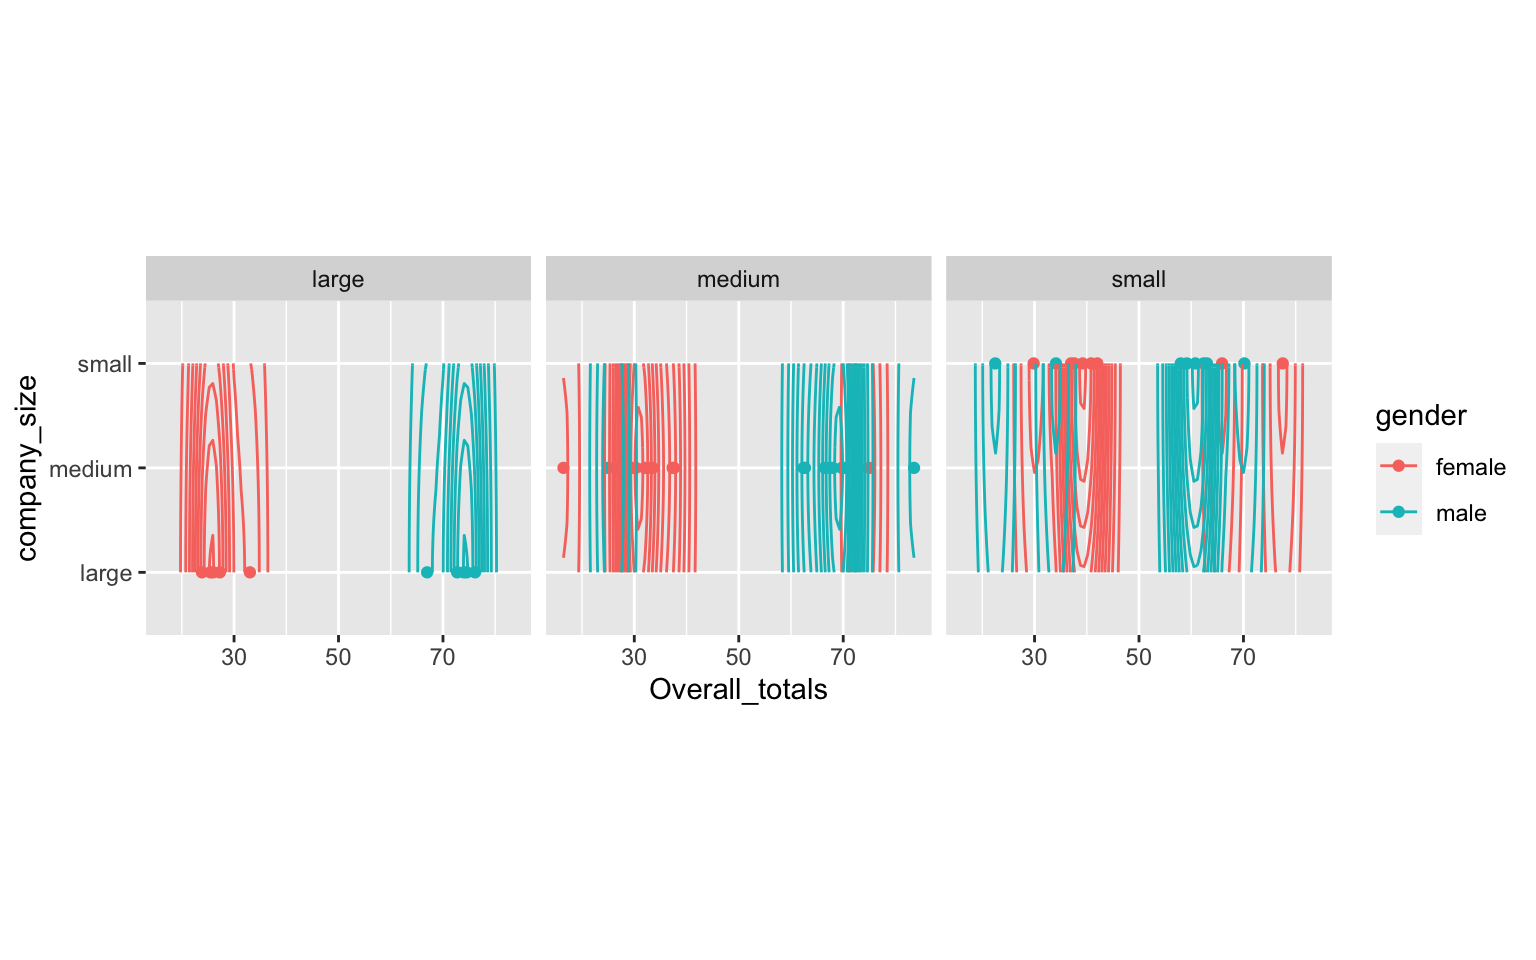 large medium small
small
medium
large
30 50 70 30 50 70 30 50 70
Overall_totals
company_size
gender
female
male